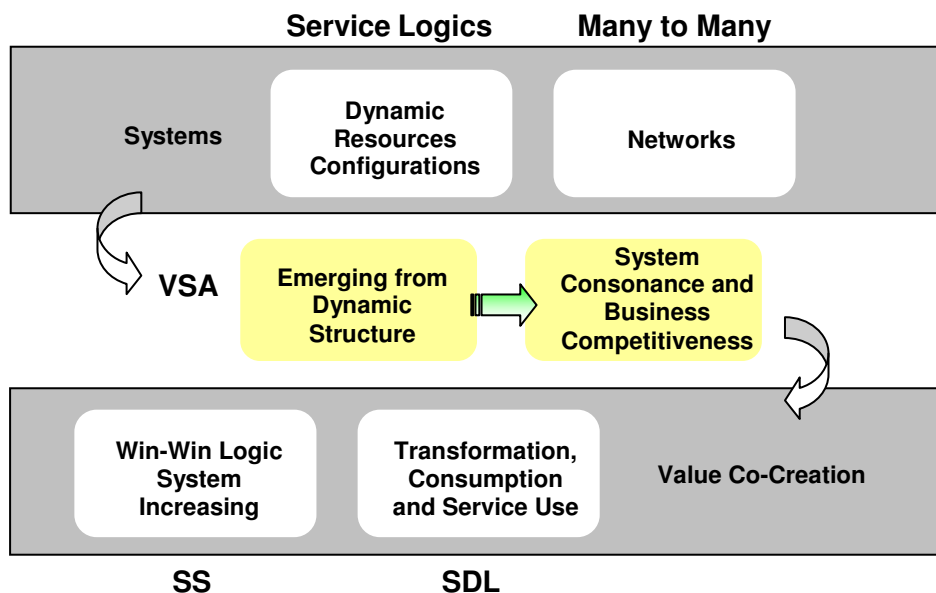 Service Logics
Many to Many
Systems
Dynamic
Resources
Configurations
Networks
VSA
Emerging from
Dynamic
Structure
System
Consonance and
Business
Competitiveness
Win-Win Logic
System
Increasing
Transformation,
Consumption
and Service Use
Value Co-Creation
SS
SDL